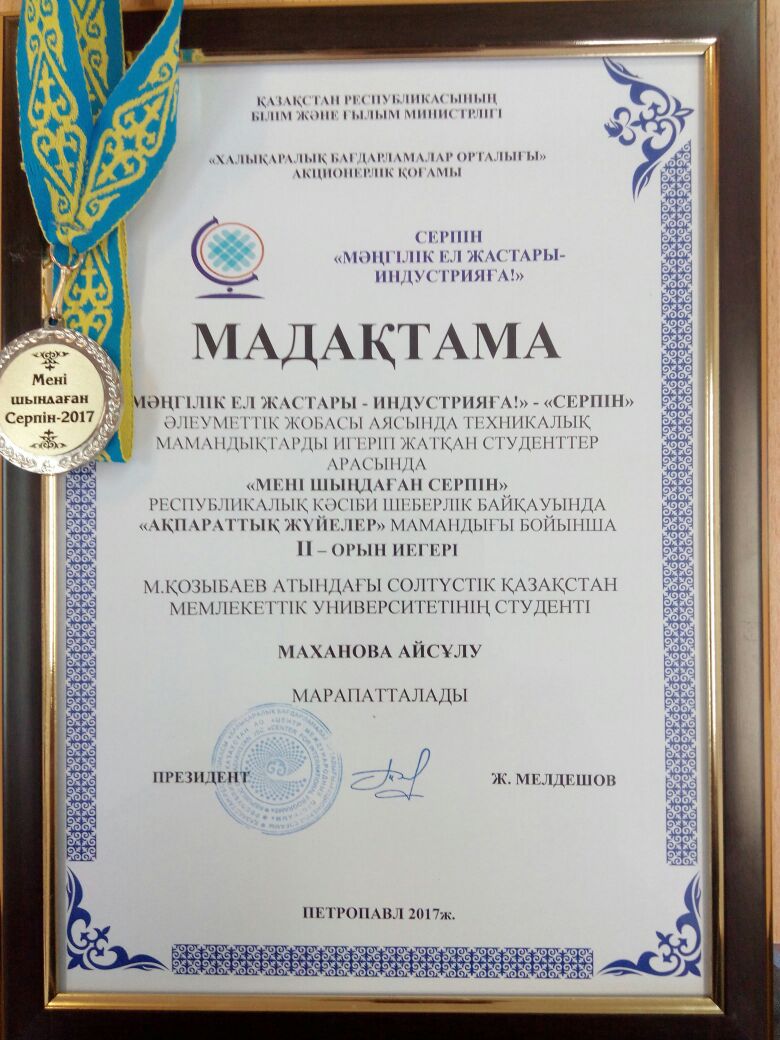 ҚАЗАҚСТАН РЕСПУБЛИКАСЫНЫҢ
БІЛІМ ЖӘНЕ ҒЫЛЫМ МИНИСТРЛІГІ
«ХАЛЫҚАРАЛЫҚ БАҒДАРЛАМАЛАР ОРТАЛЫҒЫ»
АКЦИОНЕРЛІК ҚОҒАМЫ
СЕРПІН
«МӘҢГІЛІК ЕЛ ЖАСТАРЫ-
ИНДУСТРИЯҒА!»
МАДАҚТАМА
МӘҢГІЛІК ЕЛ ЖАСТАРЫ - ИНДУСТРИЯҒА!» - «СЕРПІН»
ӘЛЕУМЕТТІК ЖОБАСЫ АЯСЫНДА ТЕХНИКАЛЫҚ
МАМАНДЫҚТАРДЫ ИГЕРІП ЖАТҚАН СТУДЕНТТЕР
АРАСЫНДА
«МЕНІ ШЫҢДАҒАН СЕРПІН»
РЕСПУБЛИКАЛЫҚ КӘСІБИ ШЕБЕРЛІК БАЙҚАУЫНДА
«АҚПАРАТТЫҚ ЖҮЙЕЛЕР» МАМАНДЫҒЫ БОЙЫНША
II – ОРЫН ИЕГЕРІ
М.ҚОЗЫБАЕВ АТЫНДАҒЫ СОЛТҮСТІК ҚАЗАҚСТАН
МЕМЛЕКЕТТІК УНИВЕРСИТЕТІНІҢ СТУДЕНТІ
МАХАНОВА АЙСҰЛУ
МАРАПАТТАЛАДЫ
ПРЕЗИДЕНТ
Ж. МЕЛДЕШОВ
ПЕТРОПАВЛ 2017ж.
Мені
шыңдаған
Серпін-2017